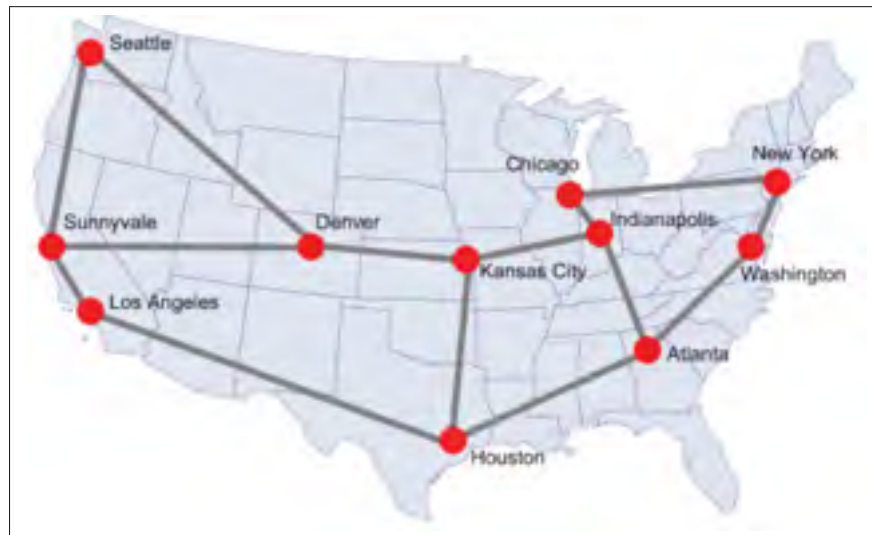 Seattle
New York
Chicago
Sunnyvale
Denver
Indianapolis
Kansas City
Washington
Los Angeles
Atlanta
Houston